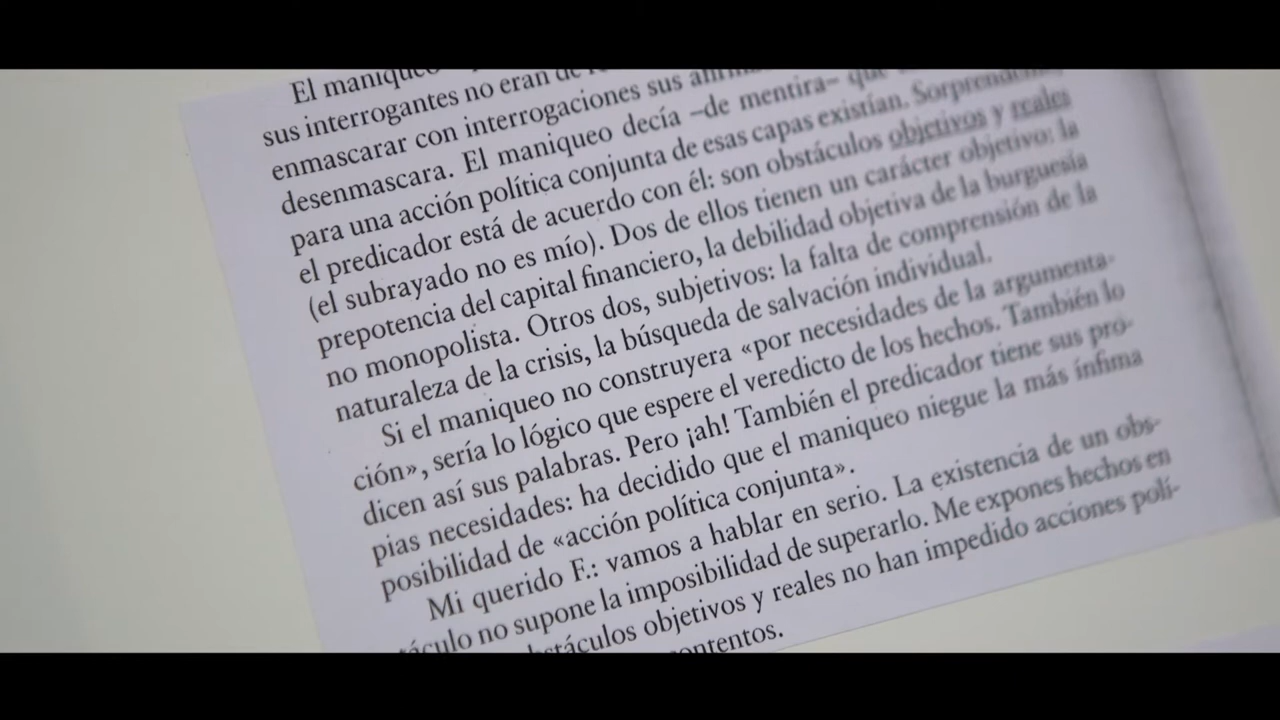 El maniqueo
sus interrogantes no eran de
enmascarar con interrogaciones sus
desenmascara. El maniqueo decía –de mentira– que
para una acción política conjunta de esas capas existían.
el predicador está de acuerdo con él: son obstáculos objetivos y reales
(el subrayado no es mío). Dos de ellos tienen un carácter objetivo: la
prepotencia del capital financiero, la debilidad objetiva de la burguesía
no monopolista. Otros dos, subjetivos: la falta de comprensión de la
naturaleza de la crisis, la búsqueda de salvación individual.
Si el maniqueo no construyera «por necesidades de la argumenta-
ción», sería lo lógico que espere el veredicto de los hechos. También lo
dicen así sus palabras. Pero ¡ah! También el predicador tiene sus pro-
pias necesidades: ha decidido que el maniqueo niegue la más ínfima
posibilidad de «acción política conjunta».
Mi querido F.: vamos a hablar en serio. La existencia de un obs-
táculo no supone la imposibilidad de superarlo. Me expones hechos en
obstáculos objetivos y reales no han impedido acciones polí-
contentos.